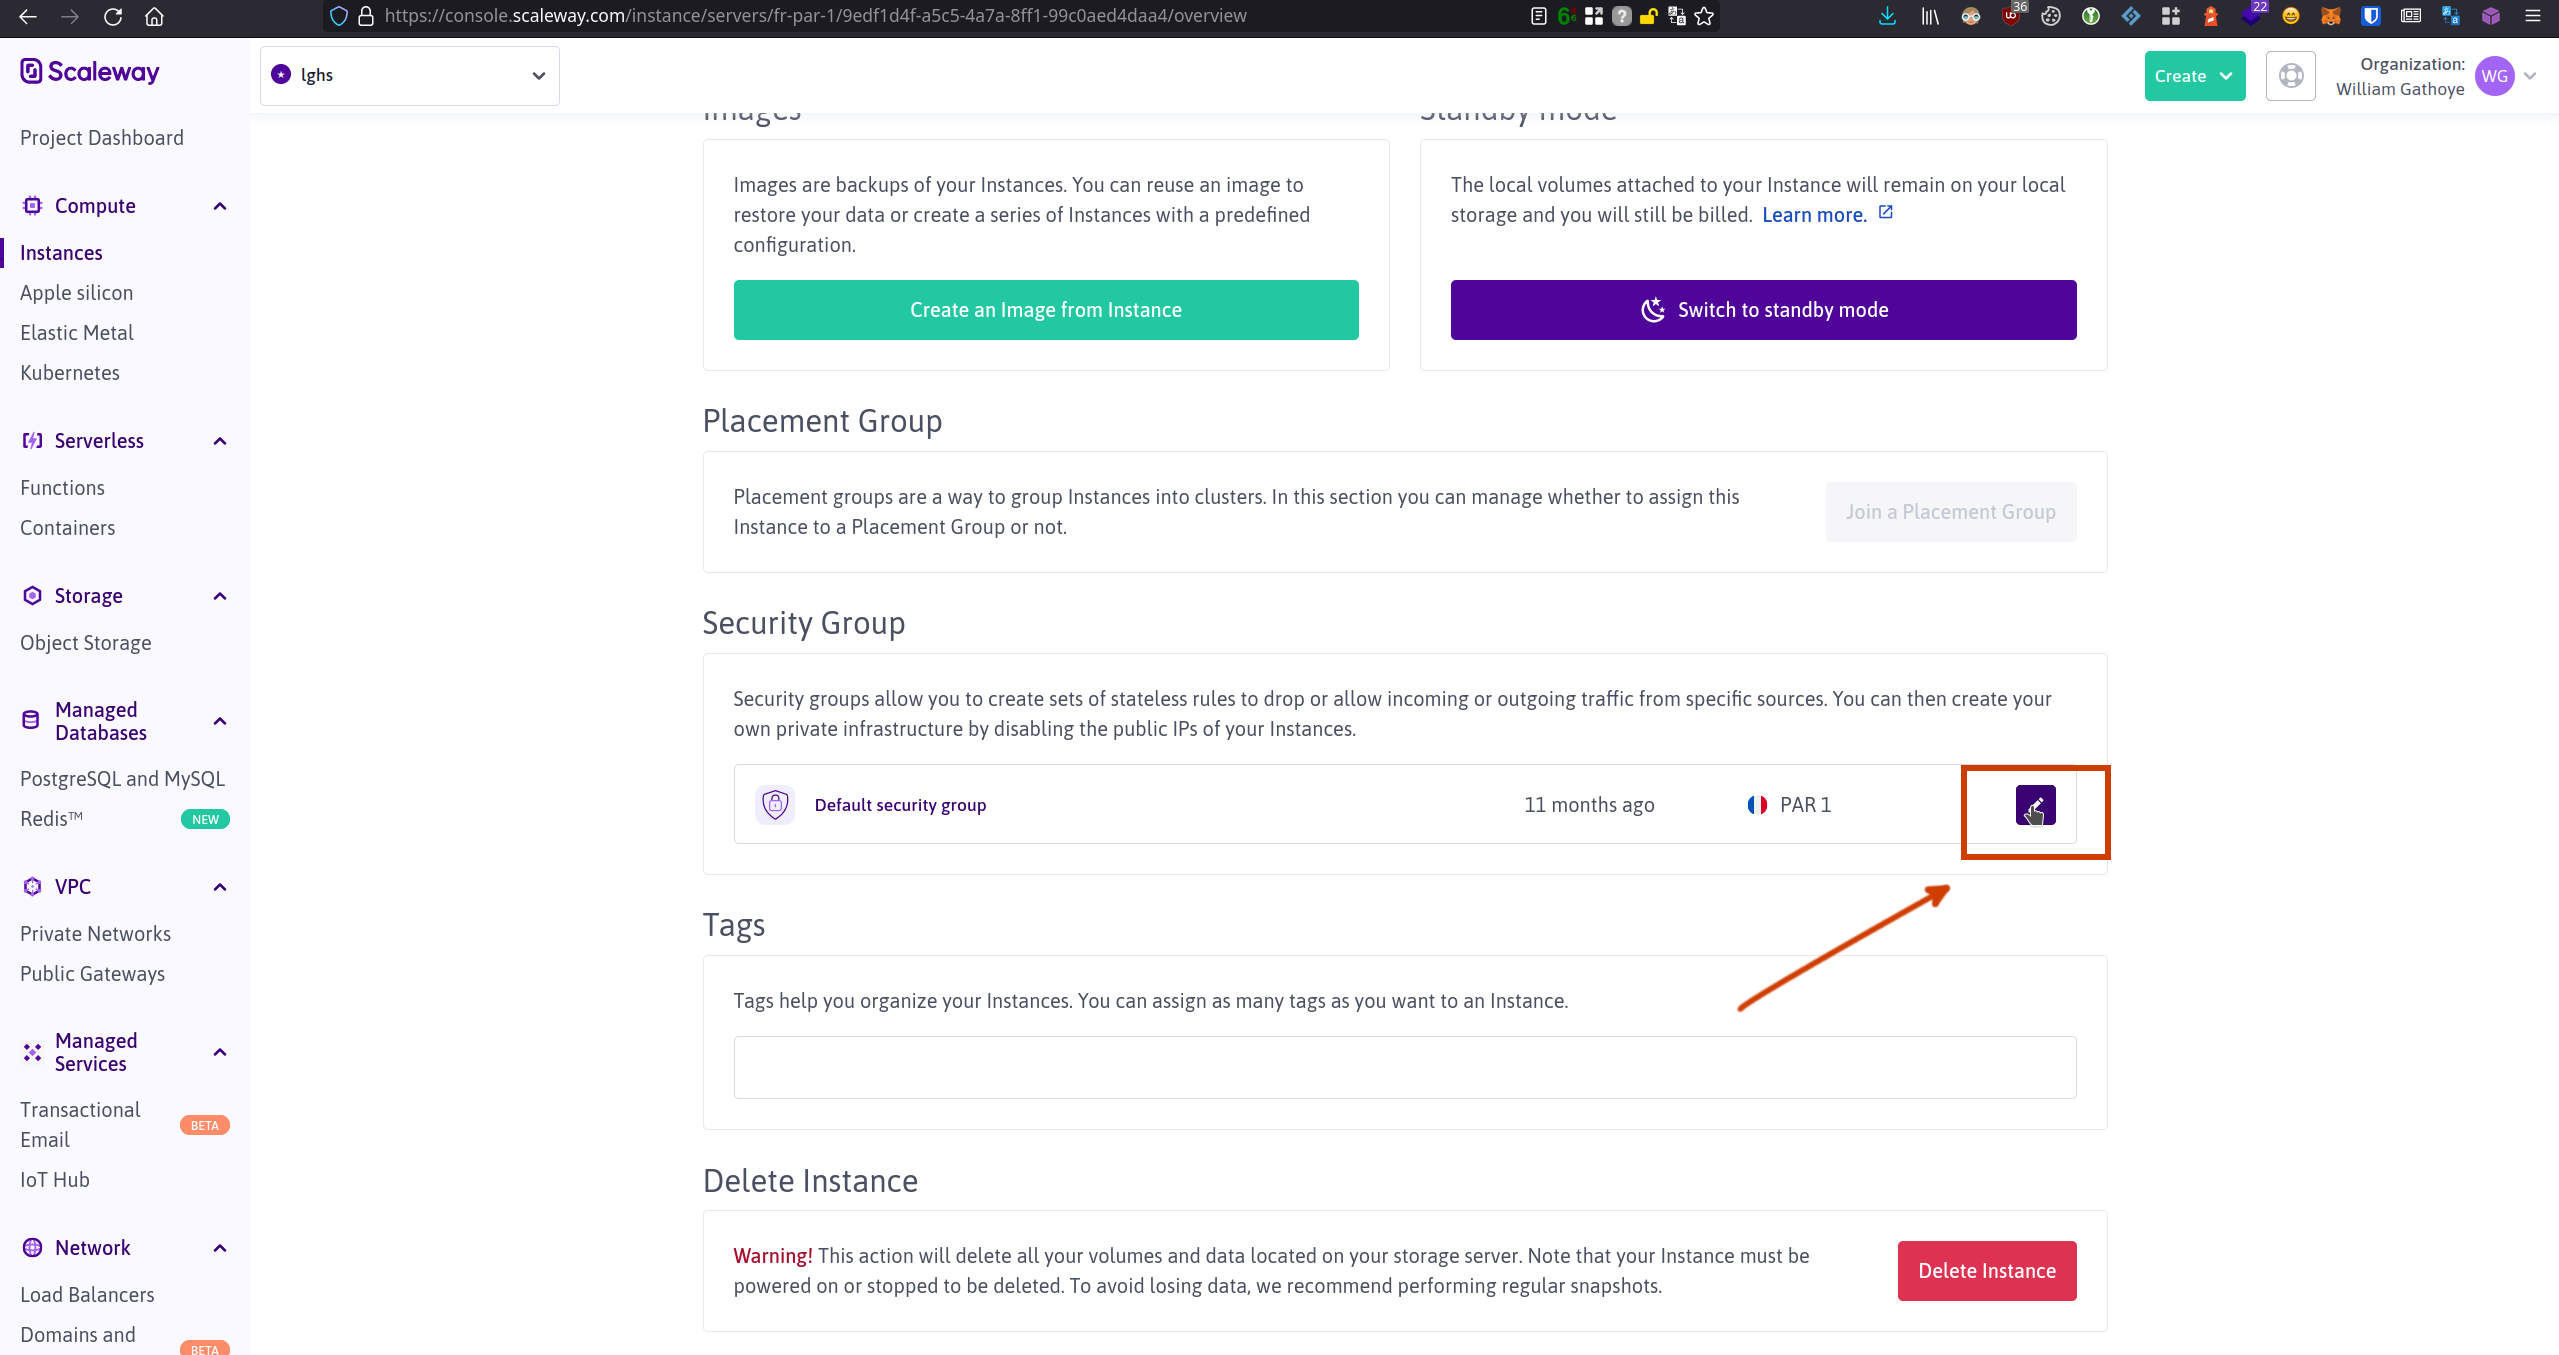 https://console.scaleway.com/instance/servers/fr-par-1/9edf1d4f-a5c5-4a7a-8ff1-99c0aed4daa4/overview
36
22
Scaleway
lghs
Create
Organization:
William Gathoye
WG
Project Dashboard
Compute
Instances
Apple silicon
Elastic Metal
Kubernetes
Serverless
Functions
Containers
Storage
Object Storage
Managed
Databases
PostgreSQL and MySQL
Redis™ NEW
VPC
Private Networks
Public Gateways
Managed
Services
Transactional
Email
BETA
IoT Hub
Network
Load Balancers
Domains and
BETA
Images
Images are backups of your Instances. You can reuse an image to
restore your data or create a series of Instances with a predefined
configuration.
Create an Image from Instance
Standby mode
The local volumes attached to your Instance will remain on your local
storage and you will still be billed. Learn more.
Switch to standby mode
Placement Group
Placement groups are a way to group Instances into clusters. In this section you can manage whether to assign this
Instance to a Placement Group or not.
Join a Placement Group
Security Group
Security groups allow you to create sets of stateless rules to drop or allow incoming or outgoing traffic from specific sources. You can then create your
own private infrastructure by disabling the public IPs of your Instances.
Default security group 11 months ago PAR 1
Tags
Tags help you organize your Instances. You can assign as many tags as you want to an Instance.
Delete Instance
Warning! This action will delete all your volumes and data located on your storage server. Note that your Instance must be
powered on or stopped to be deleted. To avoid losing data, we recommend performing regular snapshots.
Delete Instance